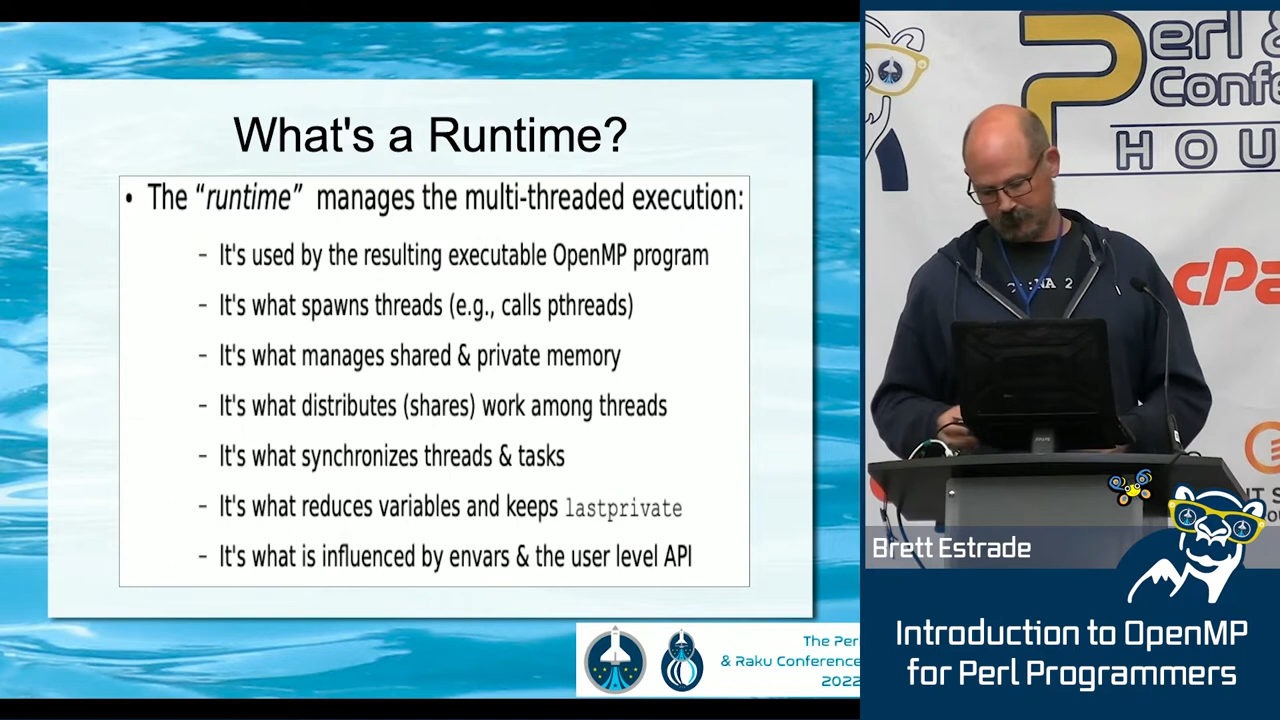 What's a Runtime?
• The “runtime” manages the multi-threaded execution:
– It's used by the resulting executable OpenMP program
– It's what spawns threads (e.g., calls pthreads)
– It's what manages shared & private memory
– It's what distributes (shares) work among threads
– It's what synchronizes threads & tasks
– It's what reduces variables and keeps lastprivate
– It's what is influenced by envars & the user level API
The Per
& Raku Conference
2022
Perl &
Confe
HOU
cPa
Brett Estrade
Introduction to OpenMP
for Perl Programmers